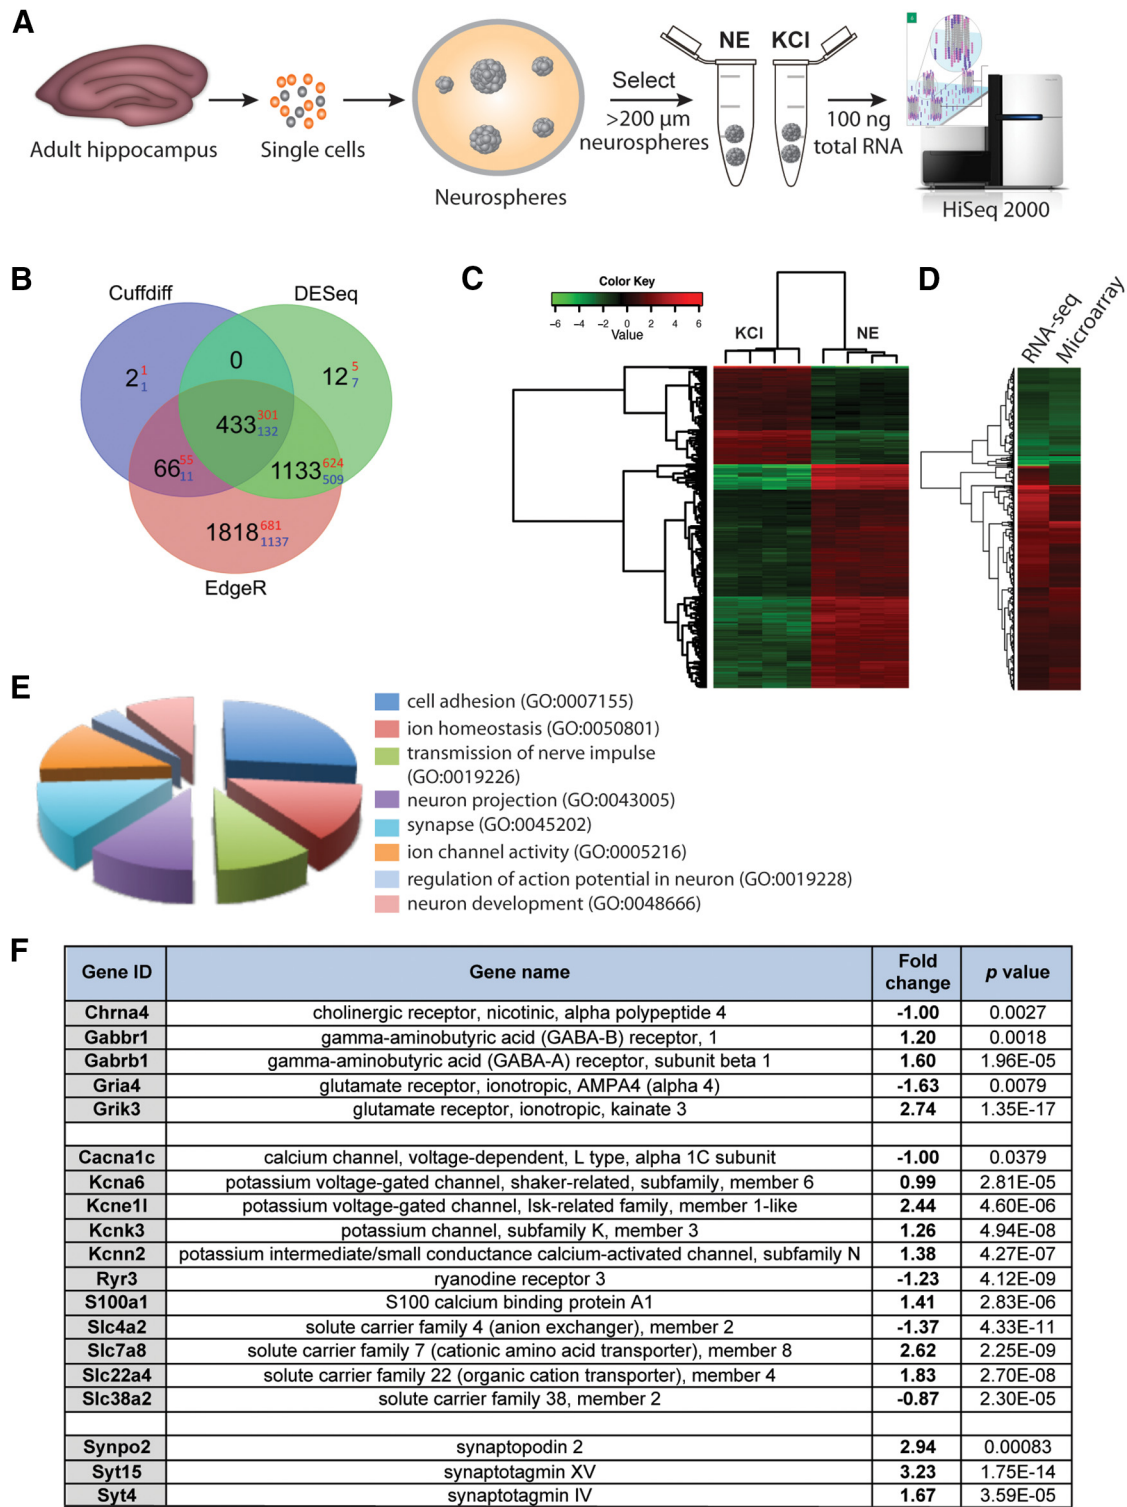 A
NE KCl
Select
>200 µm
neurospheres
100 ng
total RNA
Adult hippocampus
Single cells
Neurospheres
HiSeq 2000
B
Cuffdiff
DESeq
0
2 1 1
12 5 7
433 301 132
66 55 11
1133 624 509
1818 681 1137
EdgeR
C
Color Key
-6 -4 -2 0 2 4 6
Value
KCl
NE
D
RNA-seq
Microarray
E
cell adhesion (GO:0007155)
ion homeostasis (GO:0050801)
transmission of nerve impulse
(GO:0019226)
neuron projection (GO:0043005)
synapse (GO:0045202)
ion channel activity (GO:0005216)
regulation of action potential in neuron (GO:0019228)
neuron development (GO:0048666)
F
Gene ID Gene name Fold change p value
Chrna4 cholinergic receptor, nicotinic, alpha polypeptide 4 -1.00 0.0027
Gabbr1 gamma-aminobutyric acid (GABA-B) receptor, 1 1.20 0.0018
Gabrb1 gamma-aminobutyric acid (GABA-A) receptor, subunit beta 1 1.60 1.96E-05
Gria4 glutamate receptor, ionotropic, AMPA4 (alpha 4) -1.63 0.0079
Grik3 glutamate receptor, ionotropic, kainate 3 2.74 1.35E-17
Cacna1c calcium channel, voltage-dependent, L type, alpha 1C subunit -1.00 0.0379
Kcna6 potassium voltage-gated channel, shaker-related, subfamily, member 6 0.99 2.81E-05
Kcne1l potassium voltage-gated channel, Isk-related family, member 1-like 2.44 4.60E-06
Kcnk3 potassium channel, subfamily K, member 3 1.26 4.94E-08
Kcnn2 potassium intermediate/small conductance calcium-activated channel, subfamily N 1.38 4.27E-07
Ryr3 ryanodine receptor 3 -1.23 4.12E-09
S100a1 S100 calcium binding protein A1 1.41 2.83E-06
Slc4a2 solute carrier family 4 (anion exchanger), member 2 -1.37 4.33E-11
Slc7a8 solute carrier family 7 (cationic amino acid transporter), member 8 2.62 2.25E-09
Slc22a4 solute carrier family 22 (organic cation transporter), member 4 1.83 2.70E-08
Slc38a2 solute carrier family 38, member 2 -0.87 2.30E-05
Synpo2 synaptopodin 2 2.94 0.00083
Syt15 synaptotagmin XV 3.23 1.75E-14
Syt4 synaptotagmin IV 1.67 3.59E-05